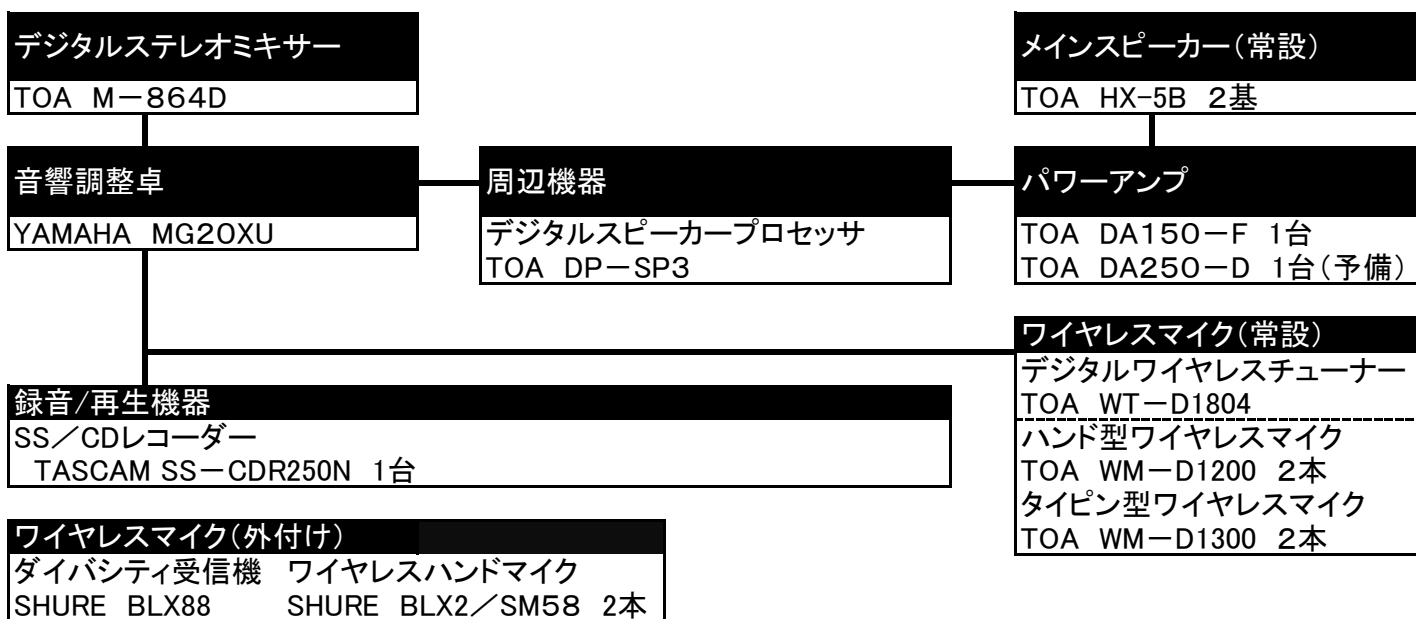 デジタルステレオミキサー
TOA M－864D
音響調整卓
YAMAHA MG20XU
周辺機器
デジタルスピーカープロセッサ
TOA DP－SP3
メインスピーカー（常設）
TOA HX-5B 2基
パワーアンプ
TOA DA150－F 1台
TOA DA250－D 1台（予備）
ワイヤレスマイク（常設）
デジタルワイヤレスチューナー
TOA WT－D1804
ハンド型ワイヤレスマイク
TOA WM－D1200 2本
タイピン型ワイヤレスマイク
TOA WM－D1300 2本
録音/再生機器
SS／CDレコーダー
TASCAM SS－CDR250N 1台
ワイヤレスマイク（外付け）
ダイバシティ受信機 ワイヤレスハンドマイク
SHURE BLX88 SHURE BLX2／SM58 2本